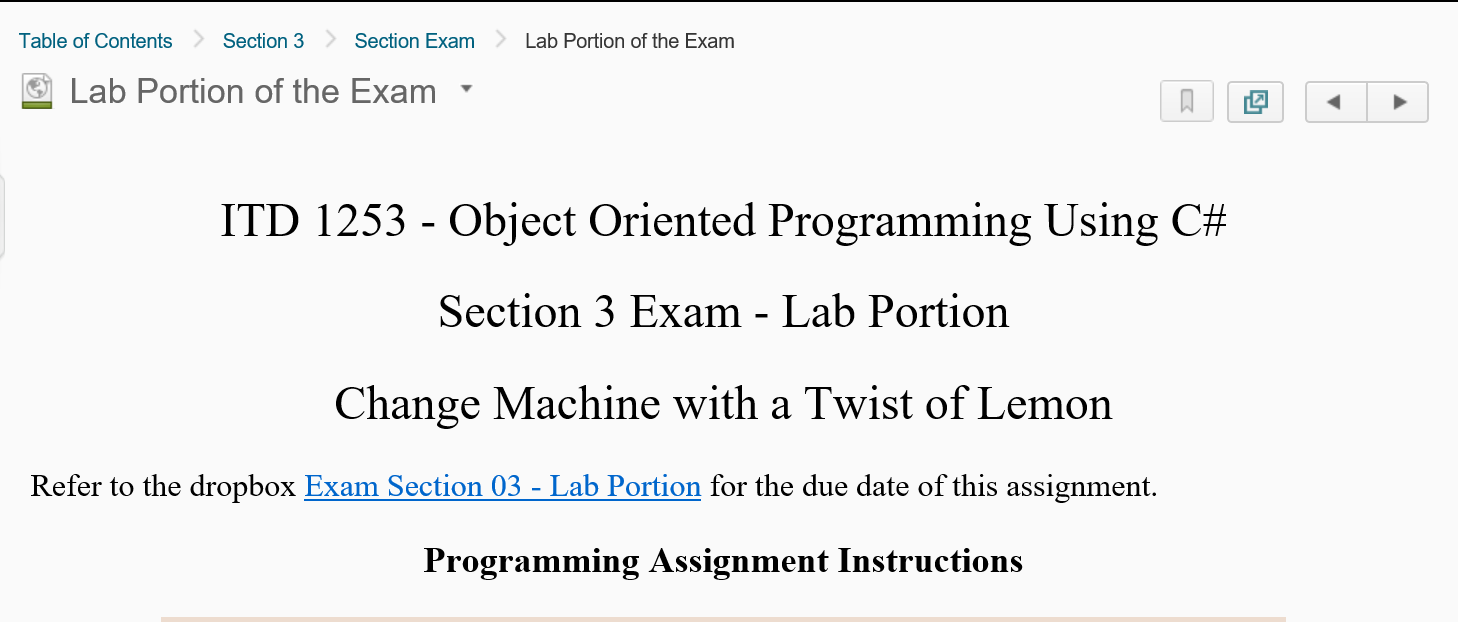 Table of Contents Section 3 Section Exam Lab Portion of the Exam
Lab Portion of the Exam
ITD 1253 - Object Oriented Programming Using C#
Section 3 Exam - Lab Portion
Change Machine with a Twist of Lemon
Refer to the dropbox Exam Section 03 - Lab Portion for the due date of this assignment.
Programming Assignment Instructions